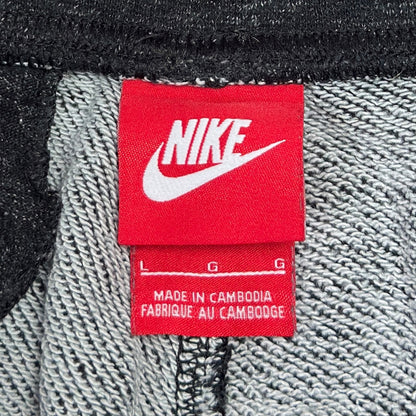 NIKE
L G G
MADE IN CAMBODIA
FABRIQUE AU CAMBODGE